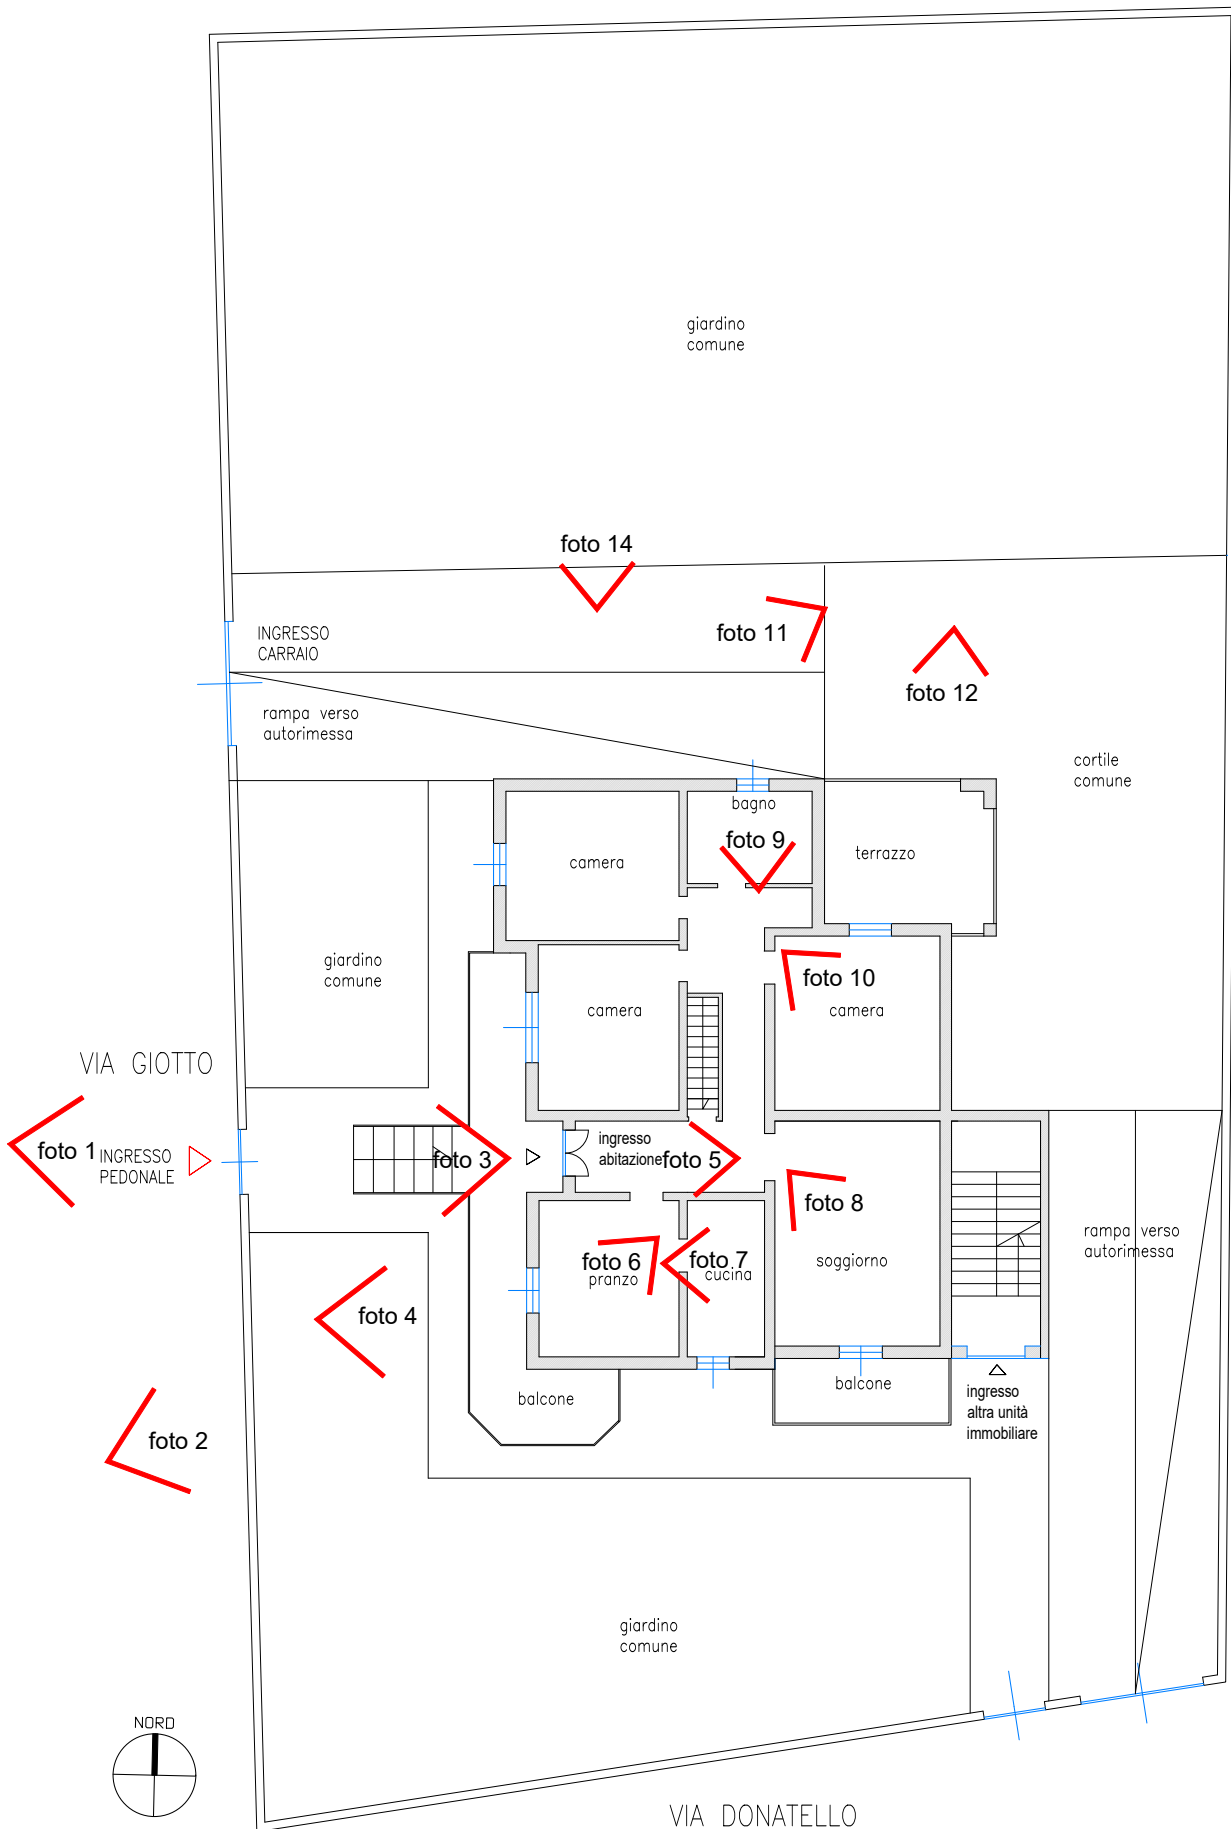 giardino
comune
foto 14
foto 11
INGRESSO
CARRAIO
foto 12
rampa verso
autorimessa
cortile
comune
bagno
foto 9
camera
terrazzo
giardino
comune
foto 10
camera
camera
VIA GIOTTO
foto 1
INGRESSO
PEDONALE
foto 3
ingresso
abitazione
foto 5
foto 8
rampa verso
autorimessa
foto 6
foto 7
pranzo
cucina
soggiorno
foto 4
balcone
balcone
ingresso
altra unità
immobiliare
foto 2
giardino
comune
NORD
VIA DONATELLO